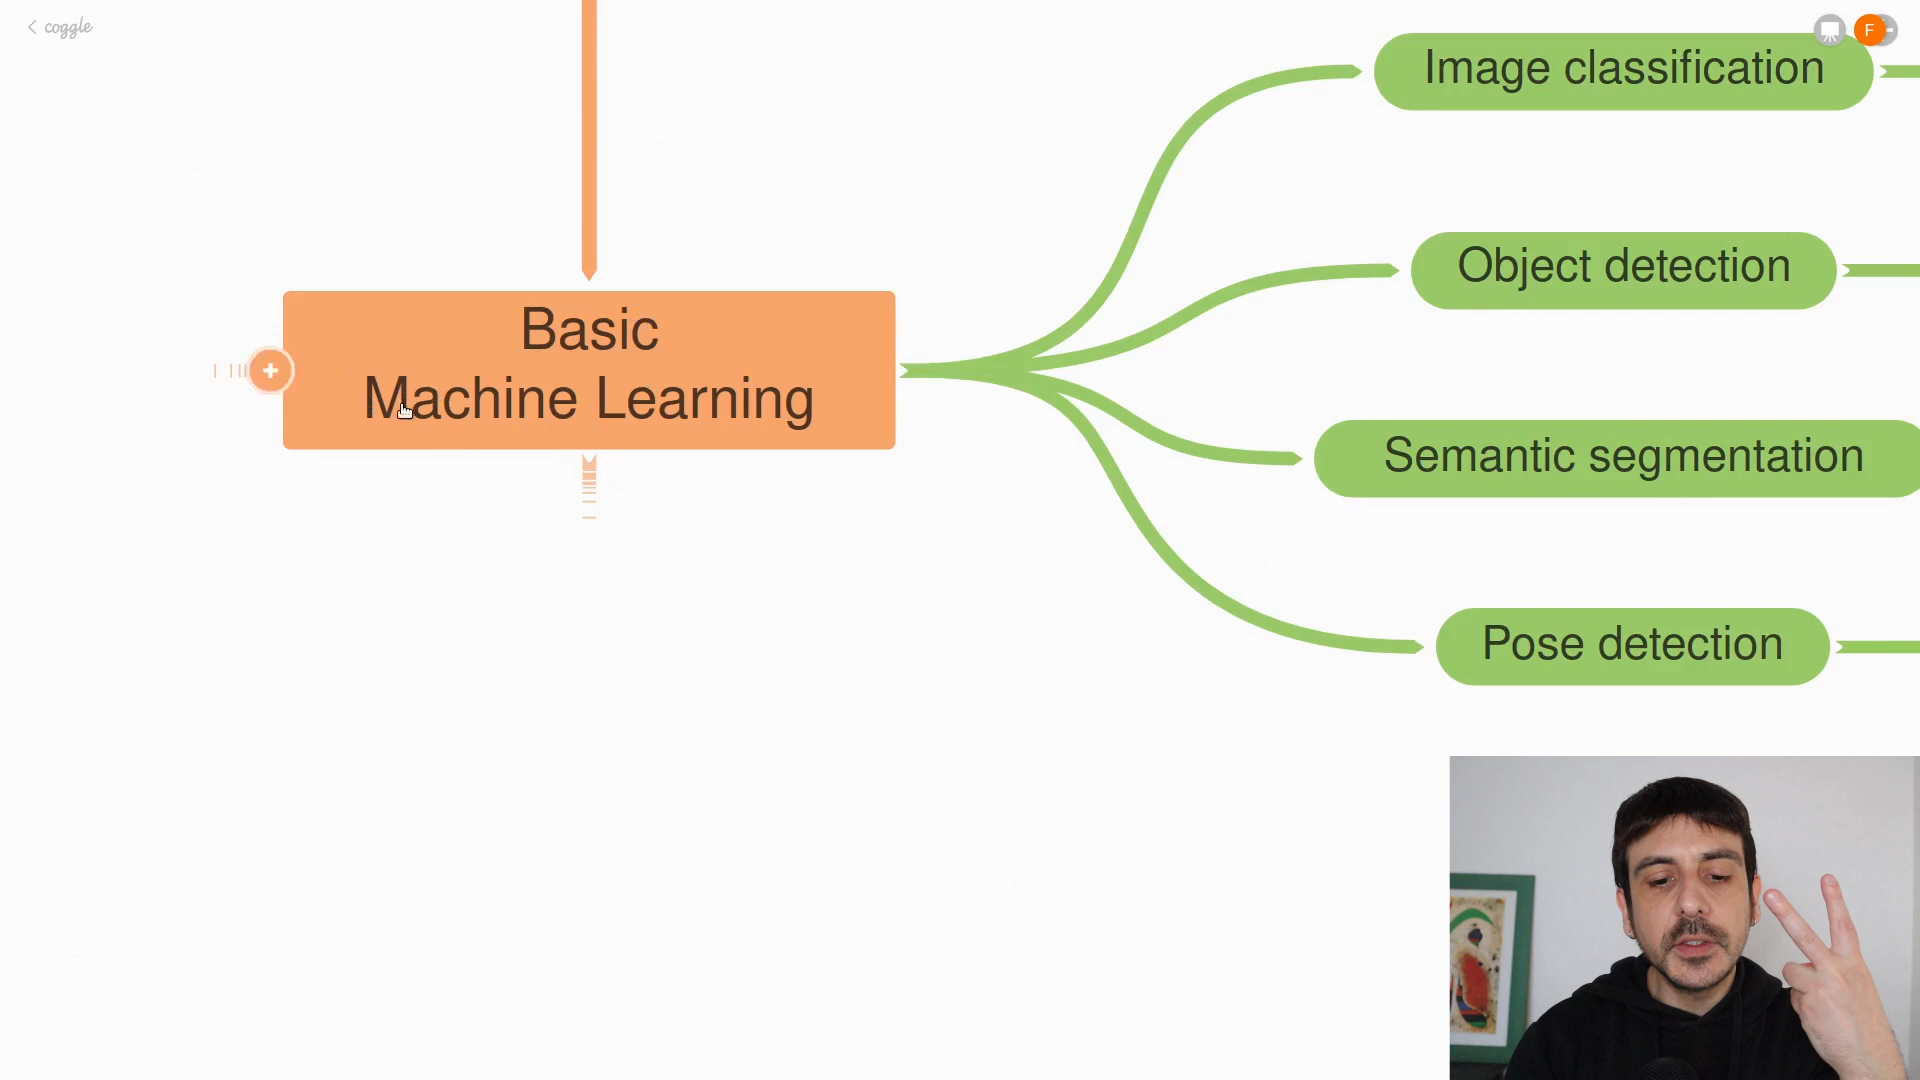 coggle
F
Image classification
Object detection
Basic
Machine Learning
Semantic segmentation
Pose detection